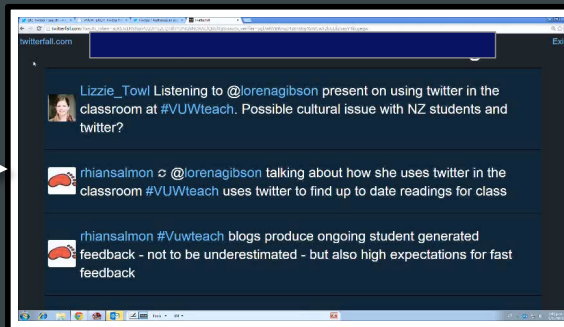 twitterfall.com
Exi
Lizzie_Towl Listening to @lorenagibson present on using twitter in the
classroom at #VUWteach. Possible cultural issue with NZ students and
twitter?
rhiansalmon @lorenagibson talking about how she uses twitter in the
classroom #VUWteach uses twitter to find up to date readings for class
rhiansalmon #Vuwteach blogs produce ongoing student generated
feedback - not to be underestimated - but also high expectations for fast
feedback